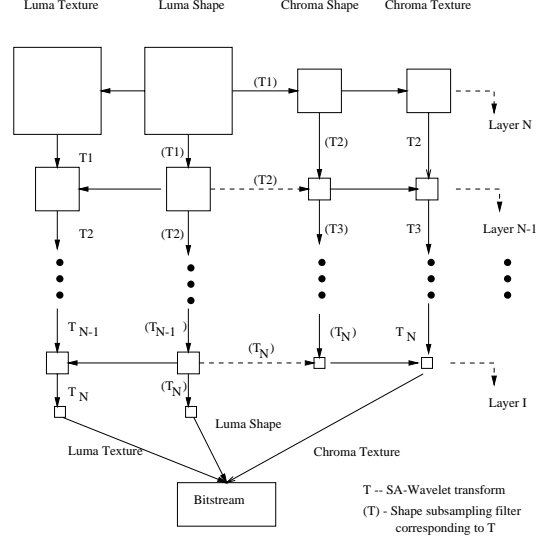 Luma Texture Luma Shape Chroma Shape Chroma Texture
(T1)
Layer N
T1 (T1) (T2) T2
(T2)
T2 (T2) (T3) T3 Layer N-1
T N-1 (T N-1 ) (T N) T N
(T N)
T N (T N) Layer I
Luma Shape
Luma Texture Chroma Texture
Bitstream
T -- SA-Wavelet transform
(T) - Shape subsampling filter
corresponding to T